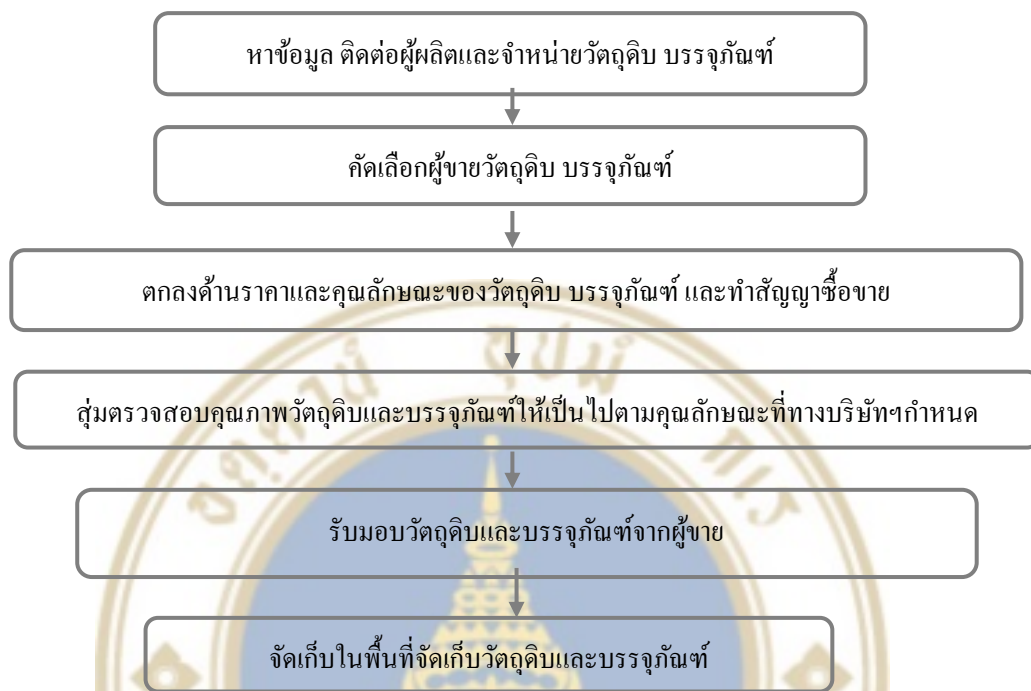 หาข้อมูล ติดต่อผู้ผลิตและจำหน่ายวัตถุดิบ บรรจุภัณฑ์
คัดเลือกผู้ขายวัตถุดิบ บรรจุภัณฑ์
ตกลงด้านราคาและคุณลักษณะของวัตถุดิบ บรรจุภัณฑ์ และทำสัญญาซื้อขาย
สุ่มตรวจสอบคุณภาพวัตถุดิบและบรรจุภัณฑ์ให้เป็นไปตามคุณลักษณะที่ทางบริษัทฯกำหนด
รับมอบวัตถุดิบและบรรจุภัณฑ์จากผู้ขาย
จัดเก็บในพื้นที่จัดเก็บวัตถุดิบและบรรจุภัณฑ์